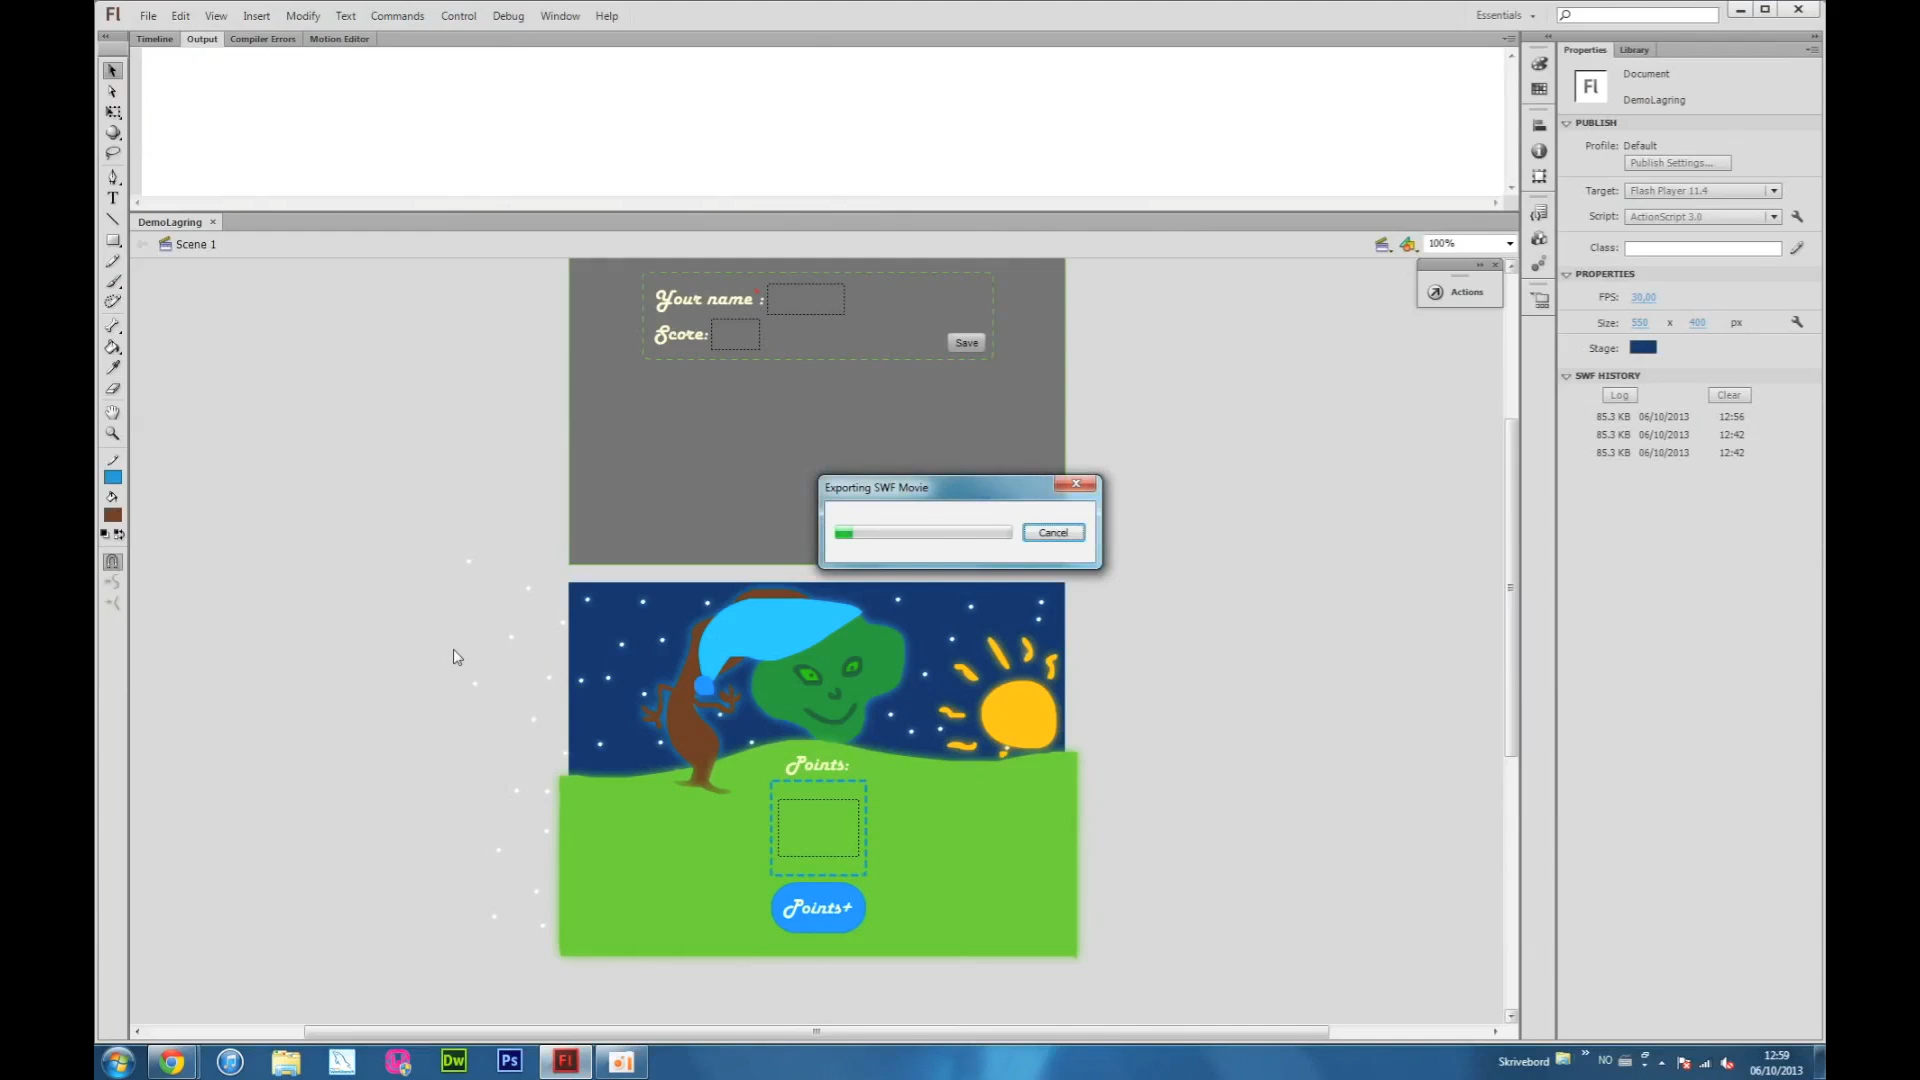 Fl File Edit View Insert Modify Text Commands Control Debug Window Help Essentials
Timeline Output Compiler Errors Motion Editor
DemoLagring
Scene 1
100%
Actions
Your name*:
Score:
Save
Exporting SWF Movie
Cancel
Points:
Points+
Properties Library
Fl
Document
DemoLagring
PUBLISH
Profile: Default
Publish Settings...
Target: Flash Player 11.4
Script: ActionScript 3.0
Class:
PROPERTIES
FPS: 30,00
Size: 550 x 400 px
Stage:
SWF HISTORY
Log Clear
85.3 KB 06/10/2013 12:56
85.3 KB 06/10/2013 12:42
85.3 KB 06/10/2013 12:42
Dw Ps Fl
Skrivebord NO
12:59
06/10/2013